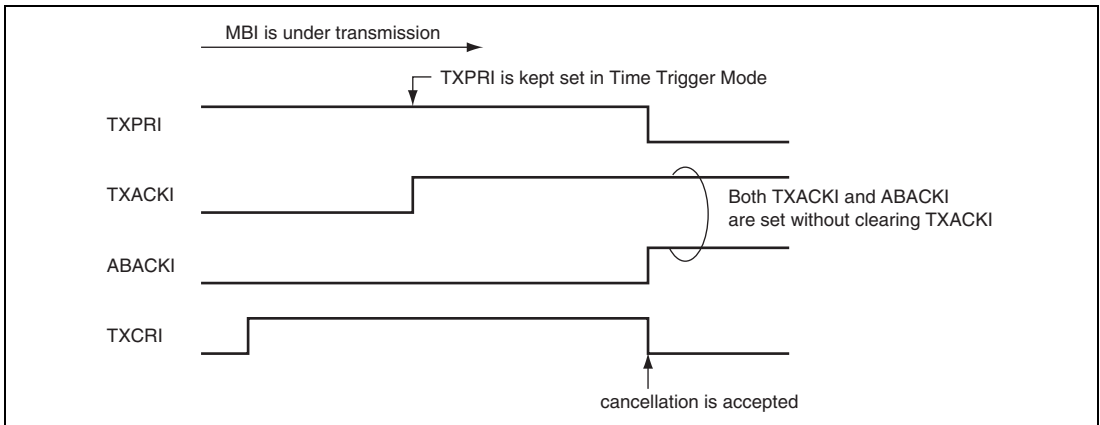 MBI is under transmission
TXPRI is kept set in Time Trigger Mode
TXPRI
TXACKI
Both TXACKI and ABACKI
are set without clearing TXACKI
ABACKI
TXCRI
cancellation is accepted